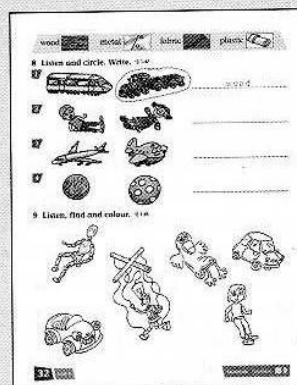 wood metal fabric plastic
8 Listen and circle. Write.
1
wood
2
3
4
9 Listen, find and colour.
32